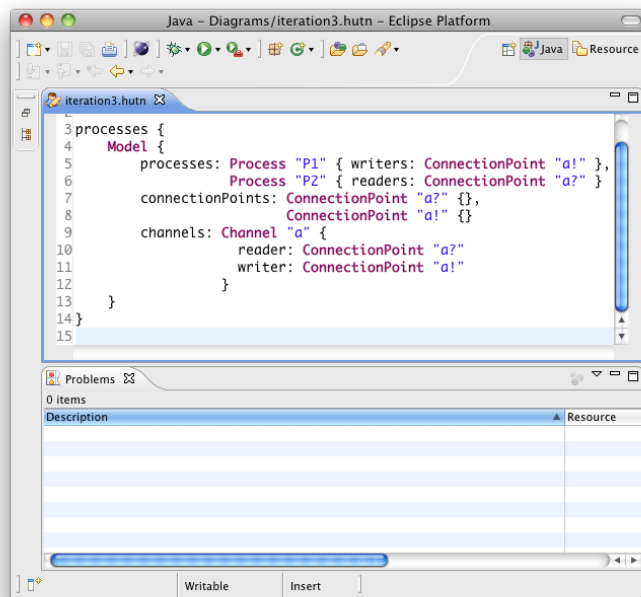 Java - Diagrams/iteration3.hutn - Eclipse Platform
Java
Resource
iteration3.hutn
3 processes {
4     Model {
5         processes: Process "P1" { writers: ConnectionPoint "a!" },
6                    Process "P2" { readers: ConnectionPoint "a?" }
7         connectionPoints: ConnectionPoint "a?" {},
8                           ConnectionPoint "a!" {}
9         channels: Channel "a" {
10                     reader: ConnectionPoint "a?"
11                     writer: ConnectionPoint "a!"
12                   }
13     }
14 }
15
Problems
0 items
Description Resource
Writable Insert